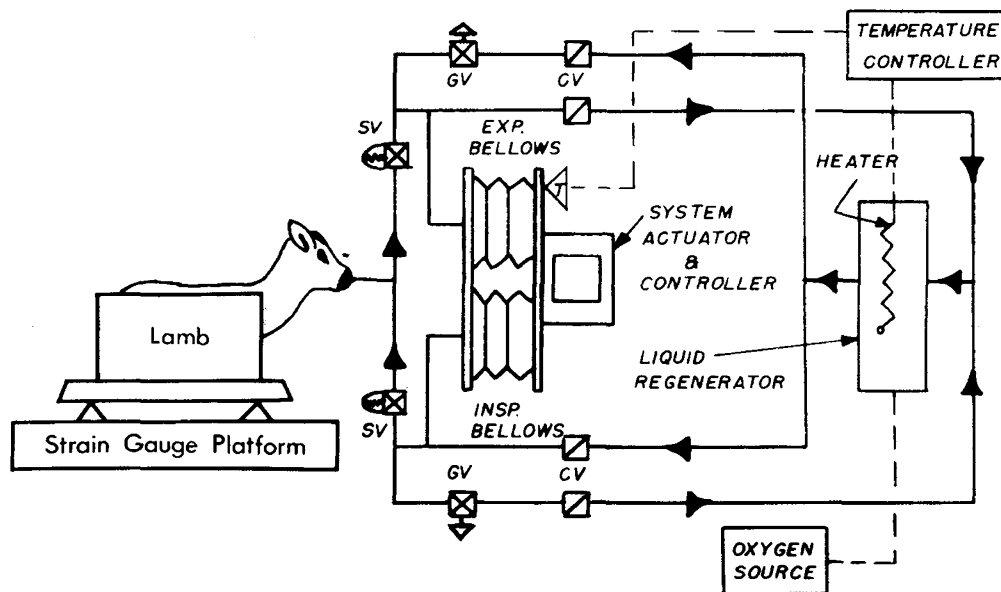 TEMPERATURE
CONTROLLER
GV
CV
SV
EXP.
BELLOWS
T
HEATER
SYSTEM
ACTUATOR
&
CONTROLLER
Lamb
LIQUID
REGENERATOR
SV
INSP.
BELLOWS
Strain Gauge Platform
GV
CV
OXYGEN
SOURCE